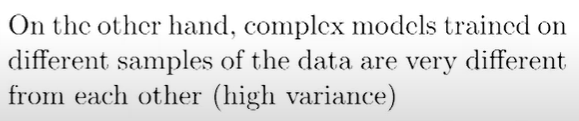 On the other hand, complex models trained on
different samples of the data are very different
from each other (high variance)